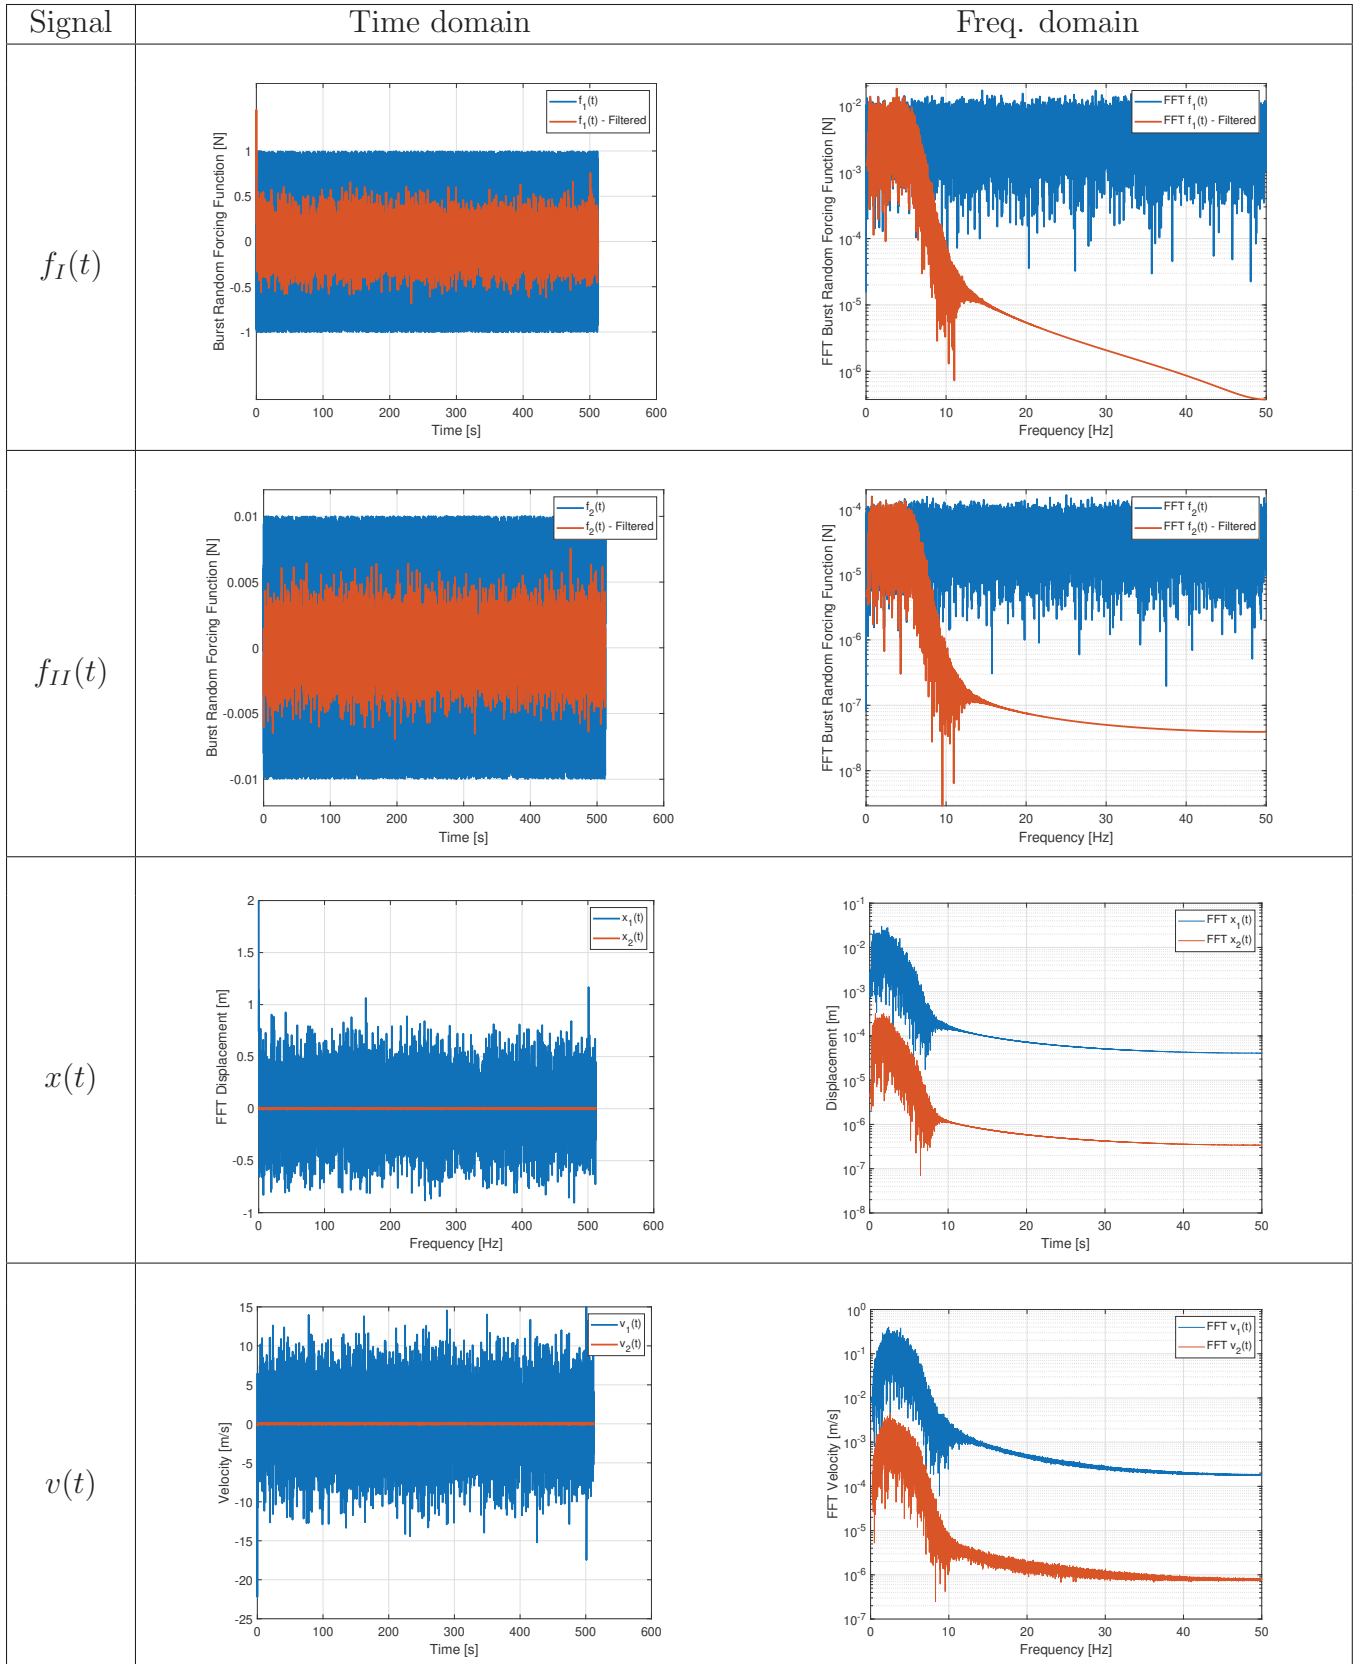 Signal Time domain Freq. domain
f_I(t)
Burst Random Forcing Function [N]
1
0.5
0
-0.5
-1
0 100 200 300 400 500 600
Time [s]
f_1(t)
f_1(t) - Filtered
FFT Burst Random Forcing Function [N]
10^-2
10^-3
10^-4
10^-5
10^-6
0 10 20 30 40 50
Frequency [Hz]
FFT f_1(t)
FFT f_1(t) - Filtered
f_II(t)
Burst Random Forcing Function [N]
0.01
0.005
0
-0.005
-0.01
0 100 200 300 400 500 600
Time [s]
f_2(t)
f_2(t) - Filtered
FFT Burst Random Forcing Function [N]
10^-4
10^-5
10^-6
10^-7
10^-8
0 10 20 30 40 50
Frequency [Hz]
FFT f_2(t)
FFT f_2(t) - Filtered
x(t)
FFT Displacement [m]
2
1.5
1
0.5
0
-0.5
-1
0 100 200 300 400 500 600
Frequency [Hz]
x_1(t)
x_2(t)
Displacement [m]
10^-1
10^-2
10^-3
10^-4
10^-5
10^-6
10^-7
10^-8
0 10 20 30 40 50
Time [s]
FFT x_1(t)
FFT x_2(t)
v(t)
Velocity [m/s]
15
10
5
0
-5
-10
-15
-20
-25
0 100 200 300 400 500 600
Time [s]
v_1(t)
v_2(t)
FFT Velocity [m/s]
10^0
10^-1
10^-2
10^-3
10^-4
10^-5
10^-6
10^-7
0 10 20 30 40 50
Frequency [Hz]
FFT v_1(t)
FFT v_2(t)